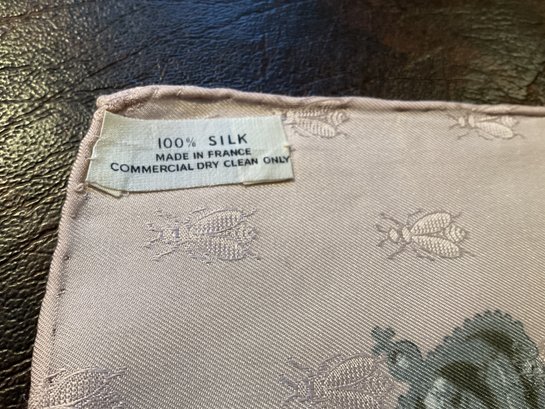 100% SILK
MADE IN FRANCE
COMMERCIAL DRY CLEAN ONLY